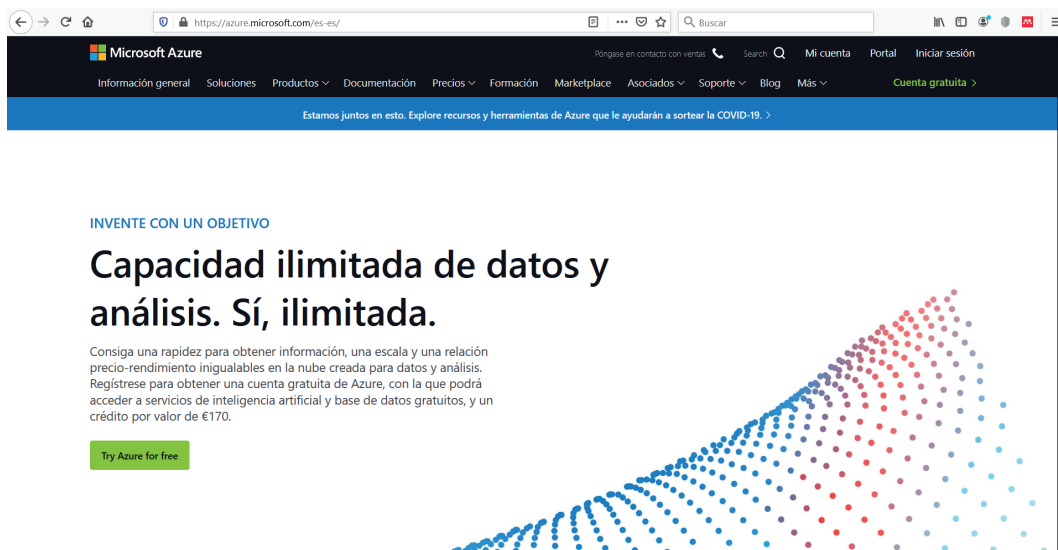 https://azure.microsoft.com/es-es/
Buscar
Microsoft Azure
Póngase en contacto con ventas
Search
Mi cuenta
Portal
Iniciar sesión
Información general
Soluciones
Productos
Documentación
Precios
Formación
Marketplace
Asociados
Soporte
Blog
Más
Cuenta gratuita
Estamos juntos en esto. Explore recursos y herramientas de Azure que le ayudarán a sortear la COVID-19.
INVENTE CON UN OBJETIVO
Capacidad ilimitada de datos y
análisis. Sí, ilimitada.
Consiga una rapidez para obtener información, una escala y una relación
precio-rendimiento inigualables en la nube creada para datos y análisis.
Regístrese para obtener una cuenta gratuita de Azure, con la que podrá
acceder a servicios de inteligencia artificial y base de datos gratuitos, y un
crédito por valor de €170.
Try Azure for free